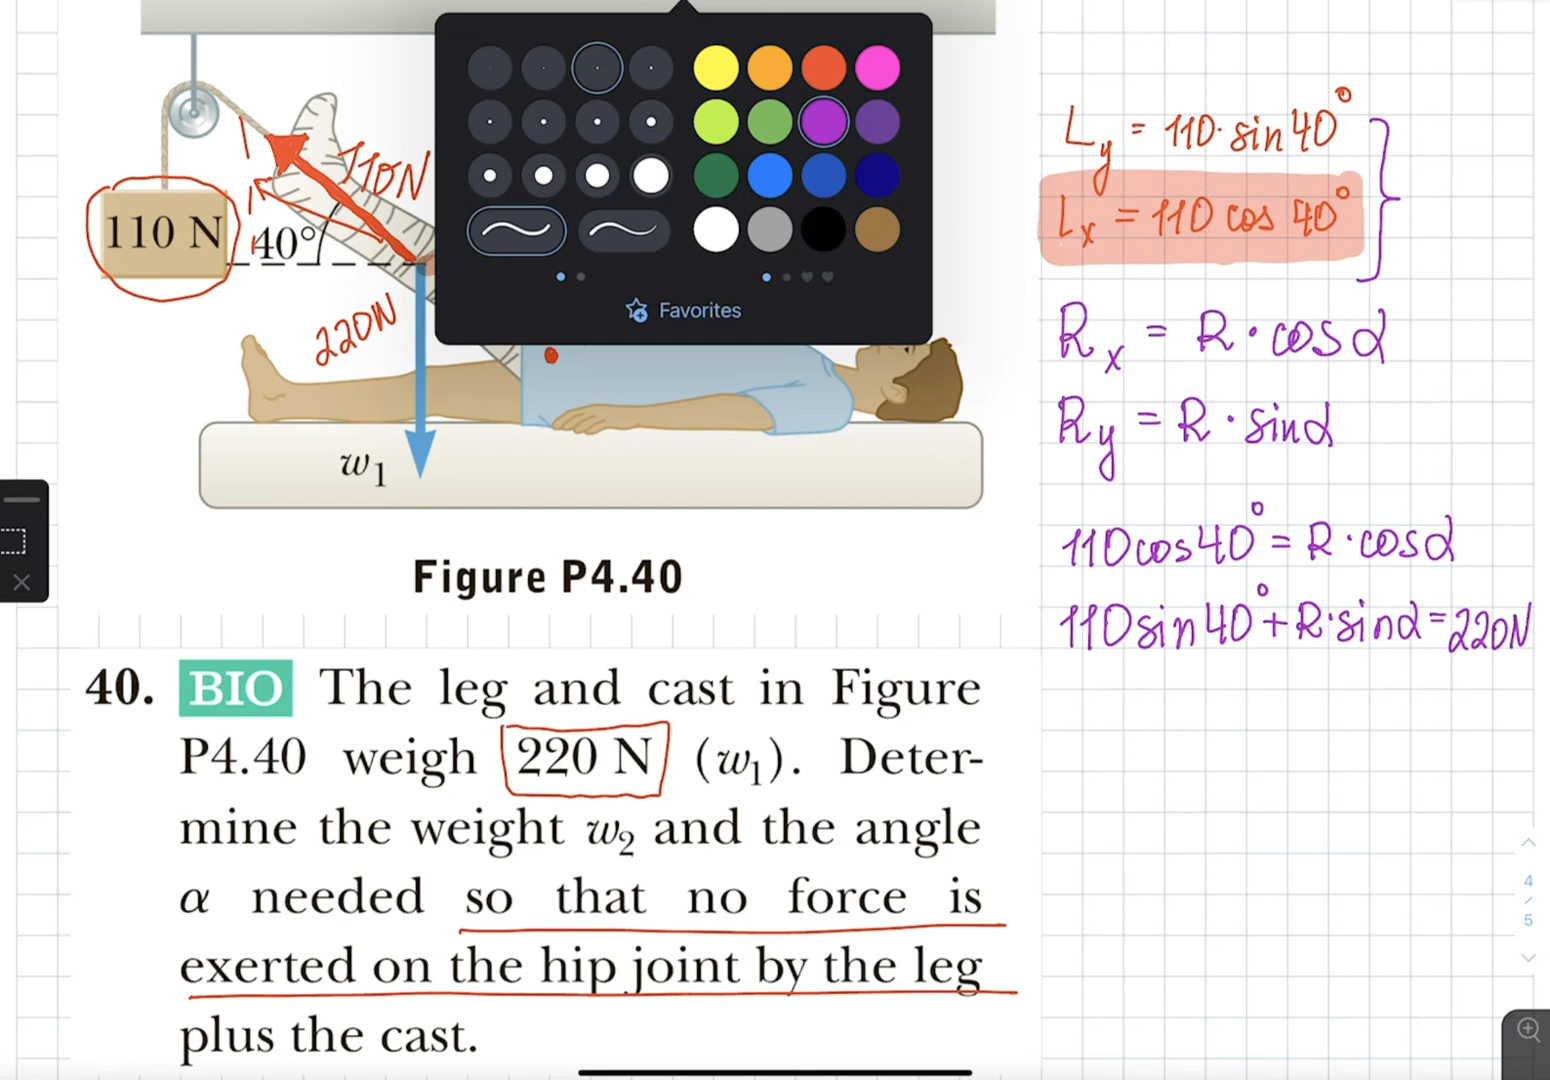 110N
110 N
40°
220N
w1
Favorites
Figure P4.40
40. BIO The leg and cast in Figure
P4.40 weigh 220 N (w1). Deter-
mine the weight w2 and the angle
α needed so that no force is
exerted on the hip joint by the leg
plus the cast.
Ly = 110·sin40°
Lx = 110 cos 40°
Rx = R·cosα
Ry = R·sinα
110cos40° = R·cosα
110sin40°+R·sinα=220N
4
/
5